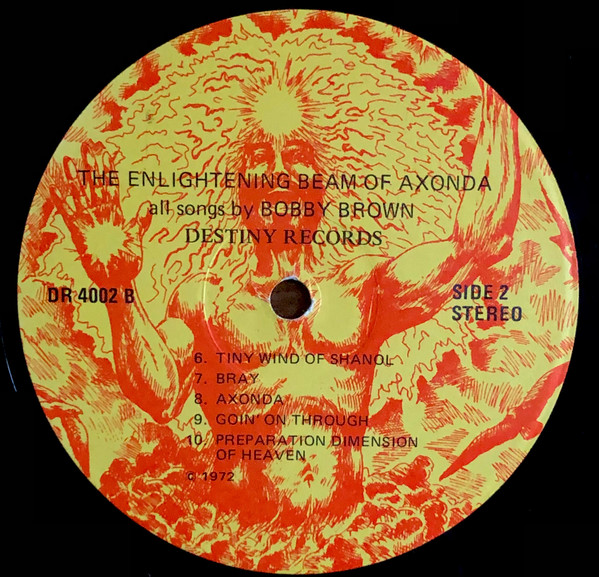 THE ENLIGHTENING BEAM OF AXONDA
all songs by BOBBY BROWN
DESTINY RECORDS
DR 4002 B
SIDE 2
STEREO
6. TINY WIND OF SHANOL
7. BRAY
8. AXONDA
9. GOIN' ON THROUGH
10. PREPARATION DIMENSION
OF HEAVEN
© 1972